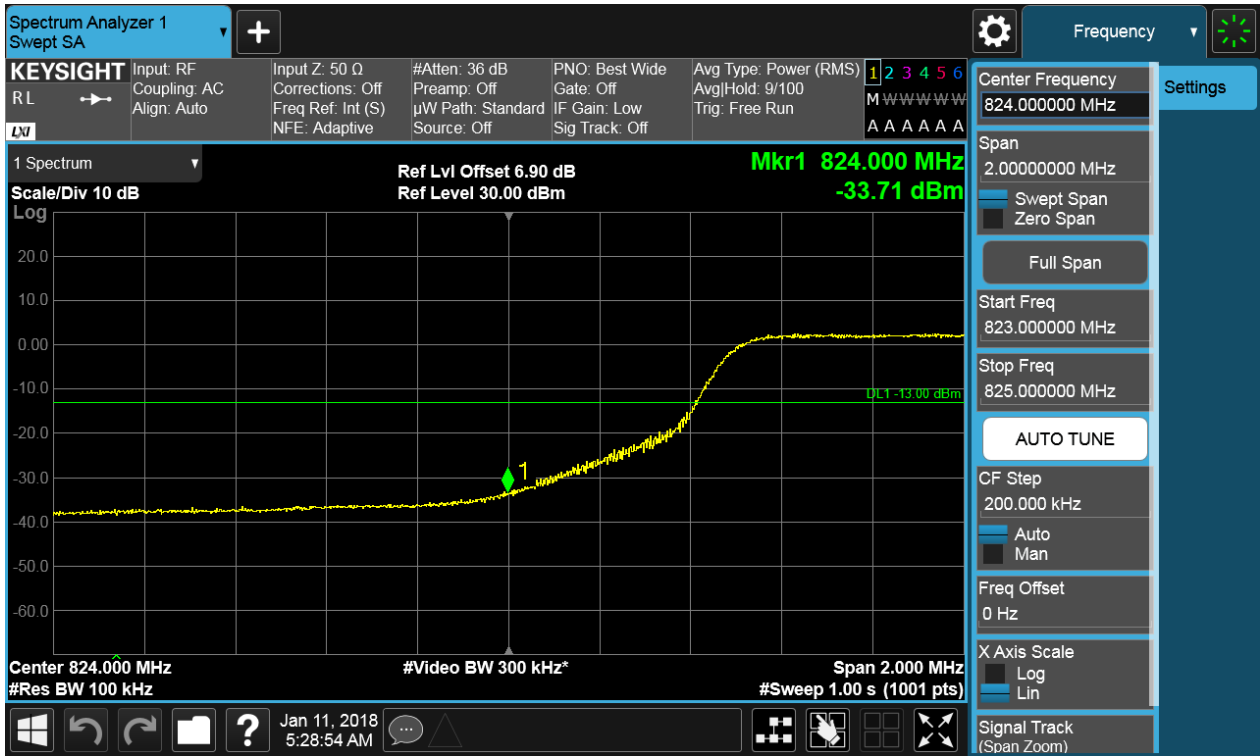 Spectrum Analyzer 1
Swept SA
Frequency
KEYSIGHT
R L
LXI
Input: RF
Coupling: AC
Align: Auto
Input Z: 50 Ω
Corrections: Off
Freq Ref: Int (S)
NFE: Adaptive
#Atten: 36 dB
Preamp: Off
µW Path: Standard
Source: Off
PNO: Best Wide
Gate: Off
IF Gain: Low
Sig Track: Off
Avg Type: Power (RMS)
Avg|Hold: 9/100
Trig: Free Run
1 2 3 4 5 6
M W W W W W
A A A A A A
1 Spectrum
Scale/Div 10 dB
Log
Ref Lvl Offset 6.90 dB
Ref Level 30.00 dBm
Mkr1 824.000 MHz
-33.71 dBm
20.0
10.0
0.00
-10.0
-20.0
-30.0
-40.0
-50.0
-60.0
DL1 -13.00 dBm
1
Center 824.000 MHz
#Res BW 100 kHz
#Video BW 300 kHz*
Span 2.000 MHz
#Sweep 1.00 s (1001 pts)
?
Jan 11, 2018
5:28:54 AM
Center Frequency
824.000000 MHz
Span
2.00000000 MHz
Swept Span
Zero Span
Full Span
Start Freq
823.000000 MHz
Stop Freq
825.000000 MHz
AUTO TUNE
CF Step
200.000 kHz
Auto
Man
Freq Offset
0 Hz
X Axis Scale
Log
Lin
Signal Track
(Span Zoom)
Settings